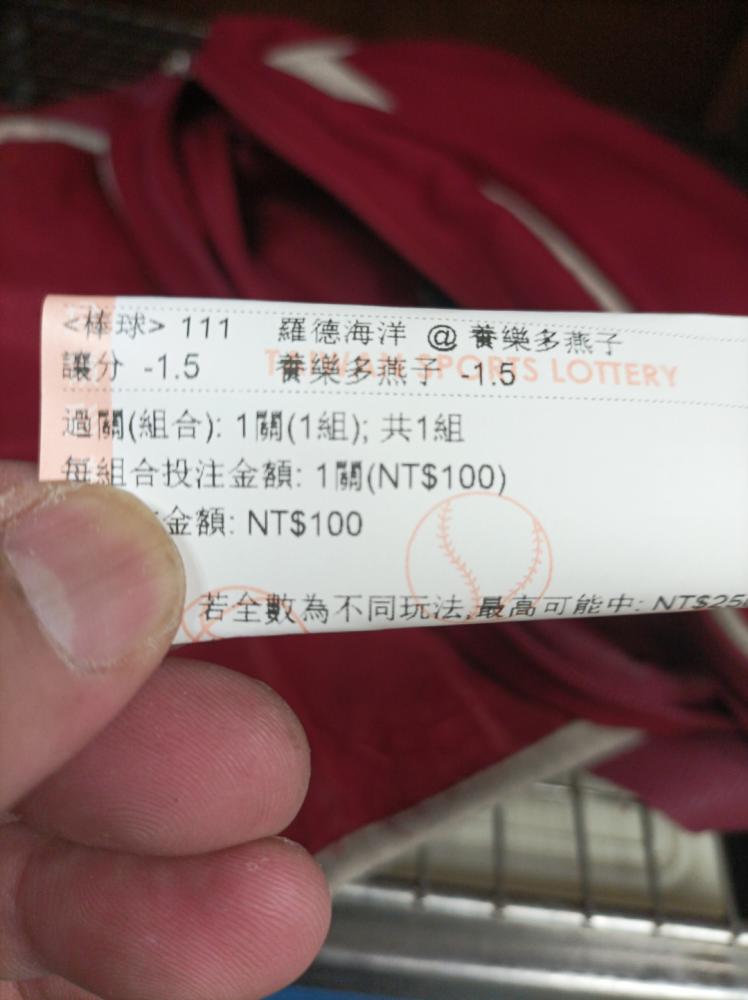 <棒球> 111 羅德海洋 @ 養樂多燕子
讓分 -1.5 養樂多燕子 -1.5
TAIWAN SPORTS LOTTERY
過關(組合): 1關(1組); 共1組
每組合投注金額: 1關(NT$100)
金額: NT$100
若全數為不同玩法,最高可能中: NT$25